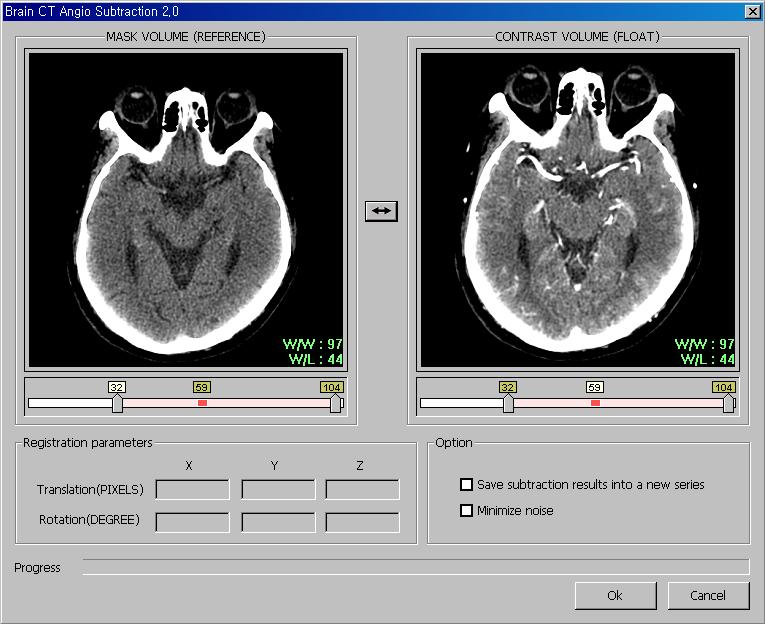 Brain CT Angio Subtraction 2,0
MASK VOLUME (REFERENCE)
CONTRAST VOLUME (FLOAT)
W/W : 97
W/L : 44
W/W : 97
W/L : 44
32 59 104
32 59 104
Registration parameters
X Y Z
Translation(PIXELS)
Rotation(DEGREE)
Option
Save subtraction results into a new series
Minimize noise
Progress
Ok
Cancel